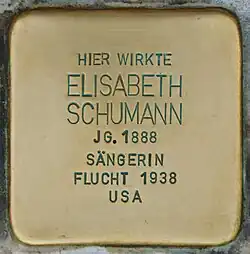 HIER WIRKTE
ELISABETH
SCHUMANN
JG. 1888
SÄNGERIN
FLUCHT 1938
USA